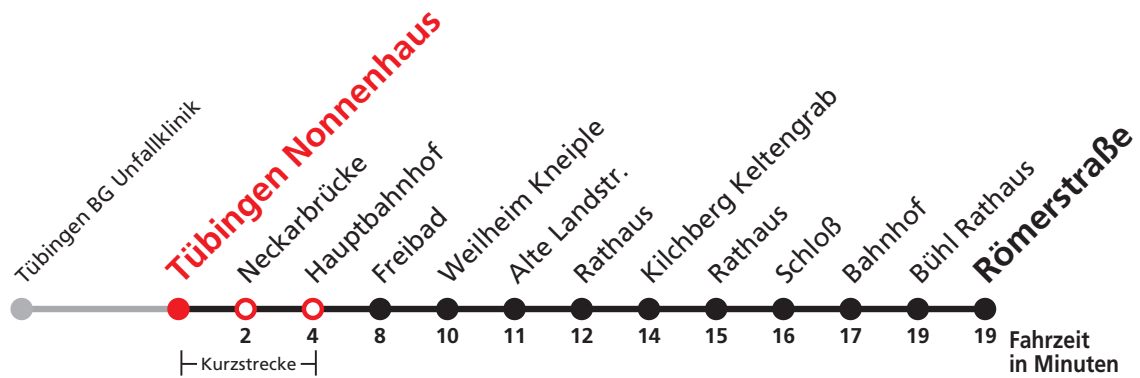 Tübingen BG Unfallklinik
Tübingen Nonnenhaus
Neckarbrücke
Hauptbahnhof
Freibad
Weilheim Kneiple
Alte Landstr.
Rathaus
Kilchberg Keltengrab
Rathaus
Schloß
Bahnhof
Bühl Rathaus
Römerstraße
2 4 8 10 11 12 14 15 16 17 19 19
Fahrzeit
in Minuten
Kurzstrecke